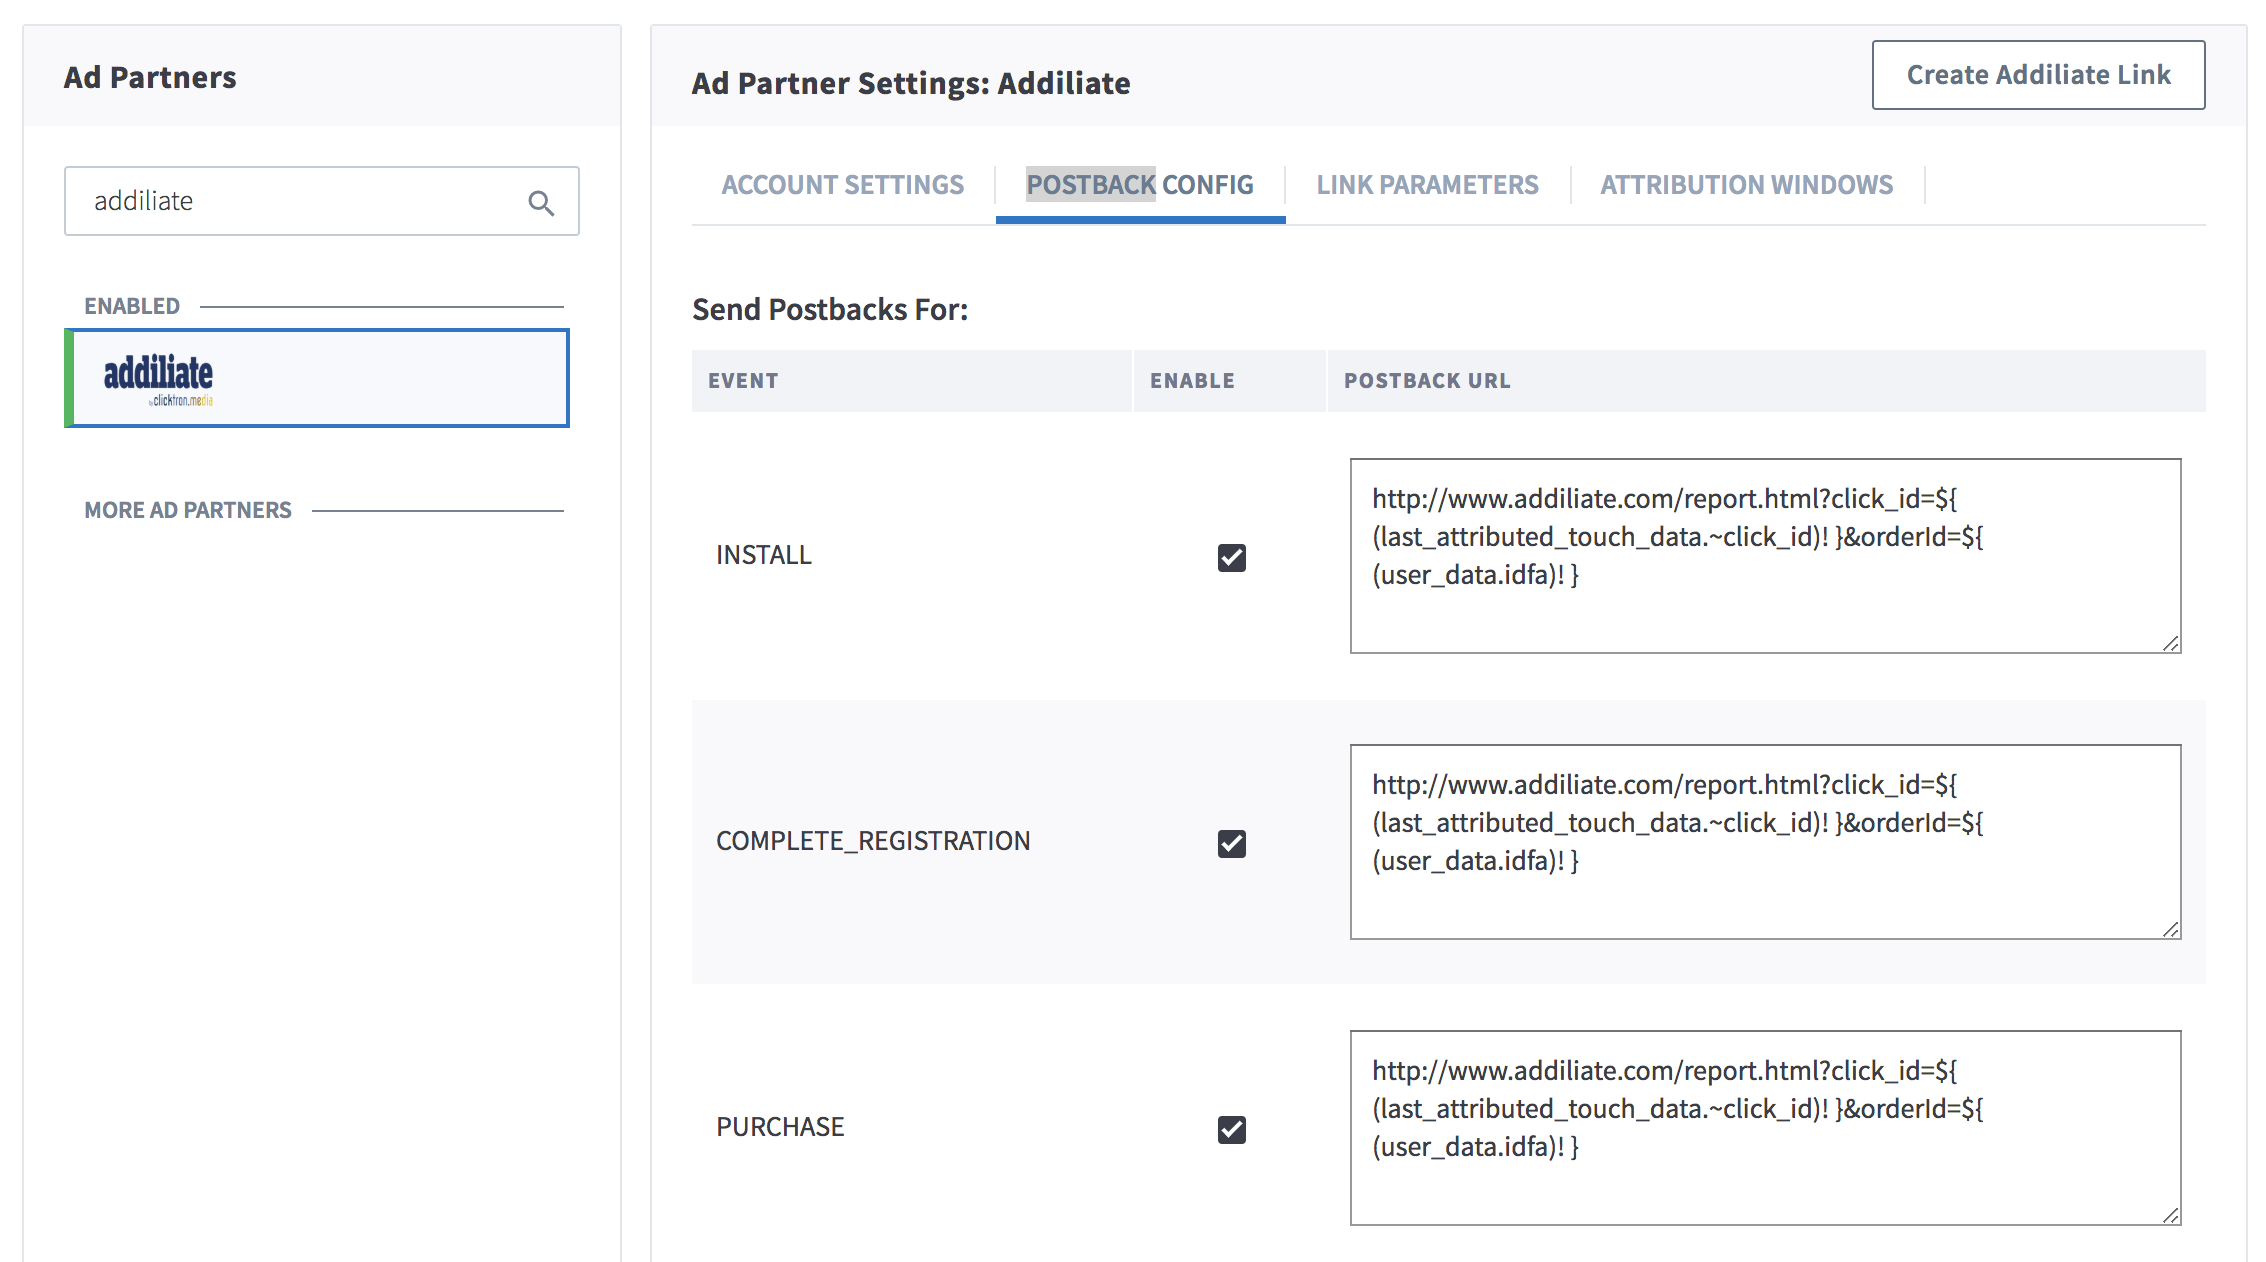 Ad Partners
addiliate
ENABLED
addiliate
by clicktron.media
MORE AD PARTNERS
Ad Partner Settings: Addiliate
Create Addiliate Link
ACCOUNT SETTINGS
POSTBACK CONFIG
LINK PARAMETERS
ATTRIBUTION WINDOWS
Send Postbacks For:
EVENT
ENABLE
POSTBACK URL
INSTALL
http://www.addiliate.com/report.html?click_id=${
(last_attributed_touch_data.~click_id)! }&orderId=${
(user_data.idfa)! }
COMPLETE_REGISTRATION
http://www.addiliate.com/report.html?click_id=${
(last_attributed_touch_data.~click_id)! }&orderId=${
(user_data.idfa)! }
PURCHASE
http://www.addiliate.com/report.html?click_id=${
(last_attributed_touch_data.~click_id)! }&orderId=${
(user_data.idfa)! }